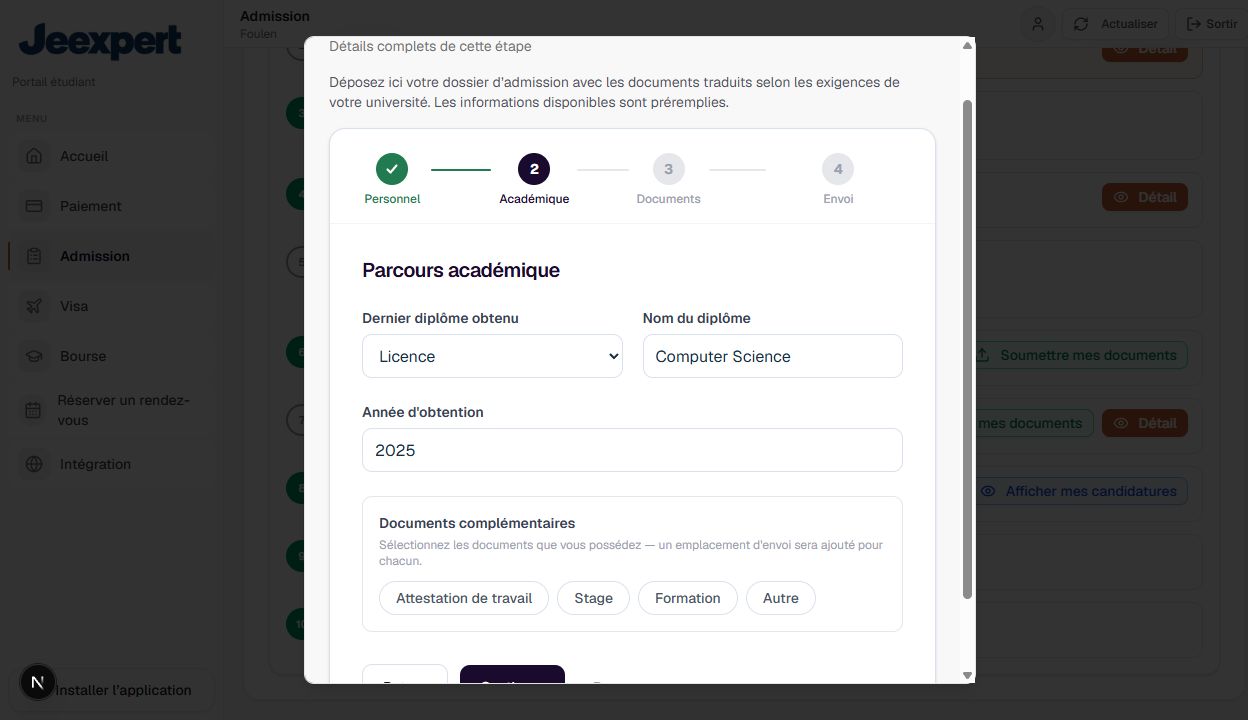 Jeexpert
Portail étudiant
MENU
Accueil
Paiement
Admission
Visa
Bourse
Réserver un rendez-
vous
Intégration
N
Installer l'application
Admission
Foulen
Actualiser
Sortir
Détail
Détail
Soumettre mes documents
mes documents
Détail
Afficher mes candidatures
Détails complets de cette étape
Déposez ici votre dossier d'admission avec les documents traduits selon les exigences de
votre université. Les informations disponibles sont préremplies.
2
3
4
Personnel
Académique
Documents
Envoi
Parcours académique
Dernier diplôme obtenu
Nom du diplôme
Licence
Computer Science
Année d'obtention
2025
Documents complémentaires
Sélectionnez les documents que vous possédez — un emplacement d'envoi sera ajouté pour
chacun.
Attestation de travail
Stage
Formation
Autre